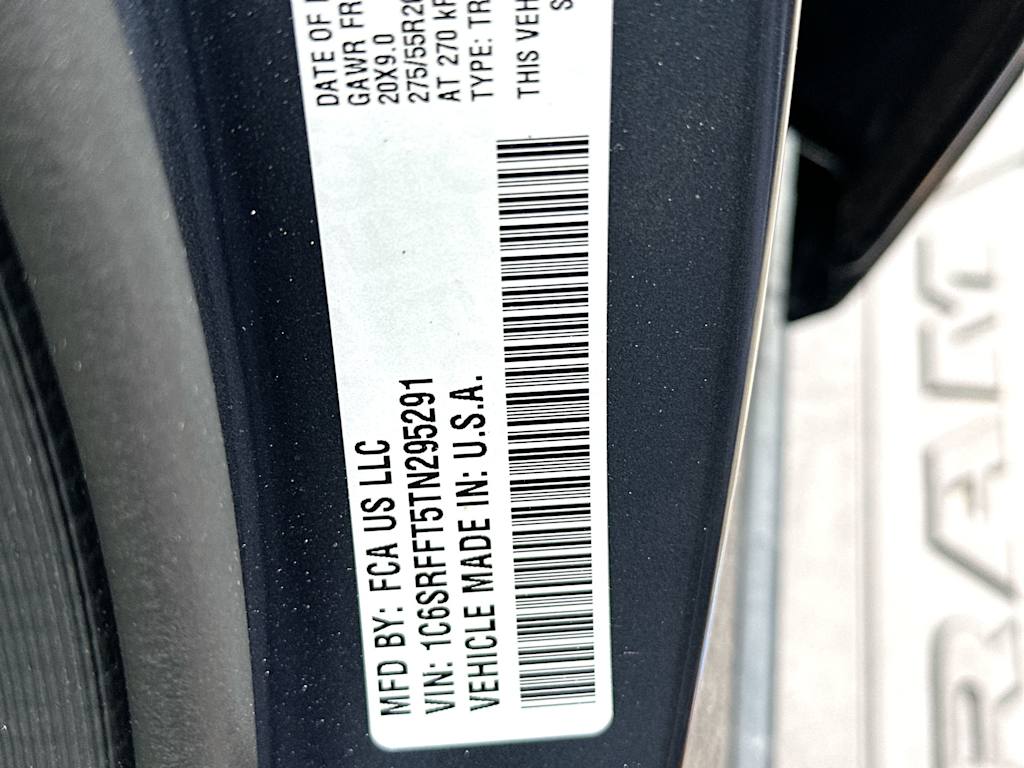 MFD BY: FCA US LLC
VIN: 1C6SRFFT5TN295291
VEHICLE MADE IN: U.S.A.
DATE OF
GAWR FR
20X9.0
275/55R20
AT 270 kP
TYPE: TR
THIS VEH
S
RAM